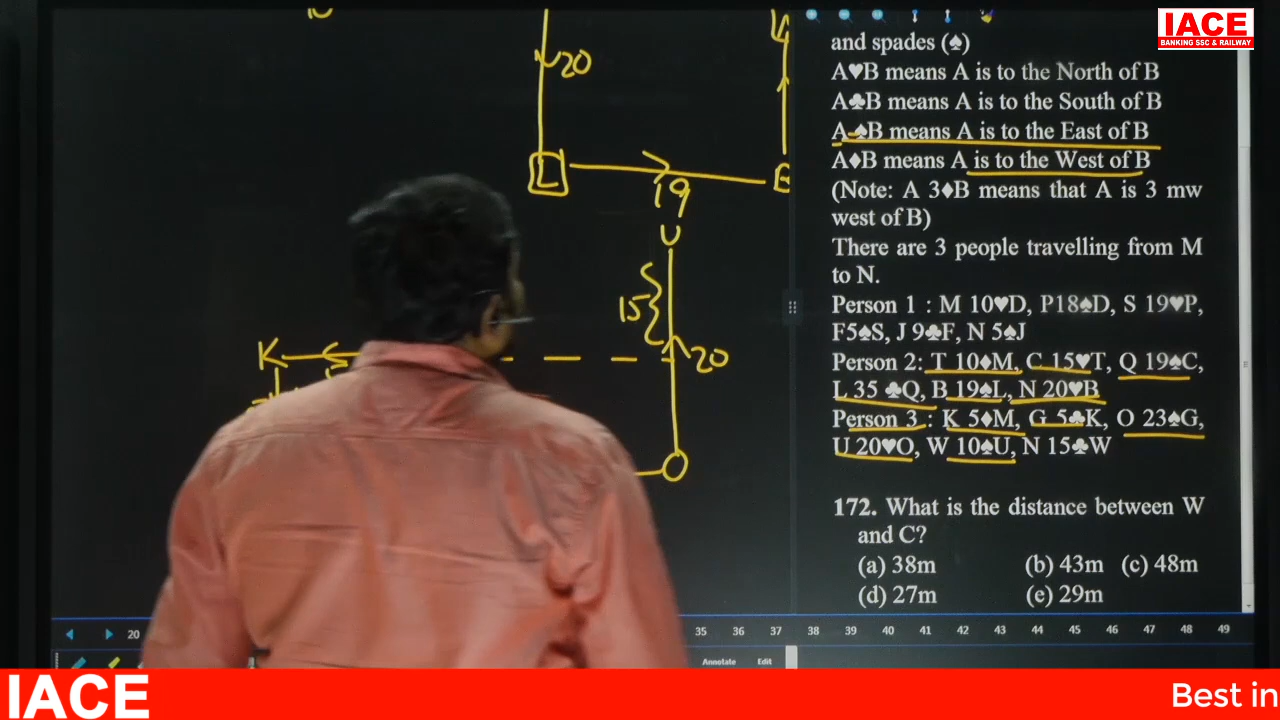 IACE
BANKING SSC & RAILWAY
and spades (♠)
A♥B means A is to the North of B
A♣B means A is to the South of B
A♠B means A is to the East of B
A♦B means A is to the West of B
(Note: A 3♦B means that A is 3 mw
west of B)
There are 3 people travelling from M
to N.
Person 1 : M 10♥D, P18♠D, S 19♥P,
F5♠S, J 9♣F, N 5♠J
Person 2: T 10♦M, C 15♥T, Q 19♠C,
L 35 ♣Q, B 19♠L, N 20♥B
Person 3 : K 5♦M, G 5♣K, O 23♠G,
U 20♥O, W 10♠U, N 15♣W
172. What is the distance between W
and C?
(a) 38m (b) 43m (c) 48m
(d) 27m (e) 29m
20
L
19
B
U
15
K
5
20
O
20 35 36 37 38 39 40 41 42 43 44 45 46 47 48 49
Annotate Edit
IACE
Best in